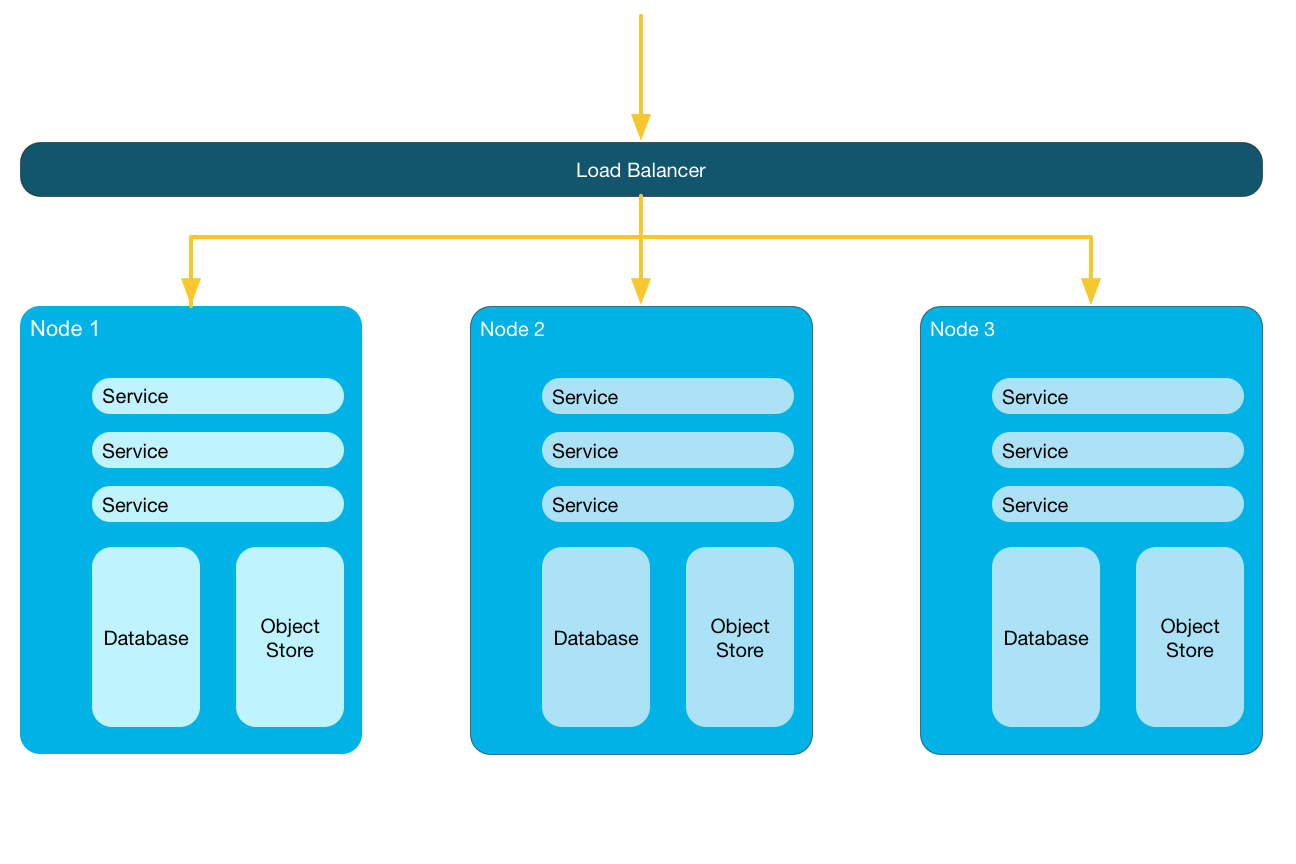 Load Balancer
Node 1
Service
Service
Service
Database
Object
Store
Node 2
Service
Service
Service
Database
Object
Store
Node 3
Service
Service
Service
Database
Object
Store